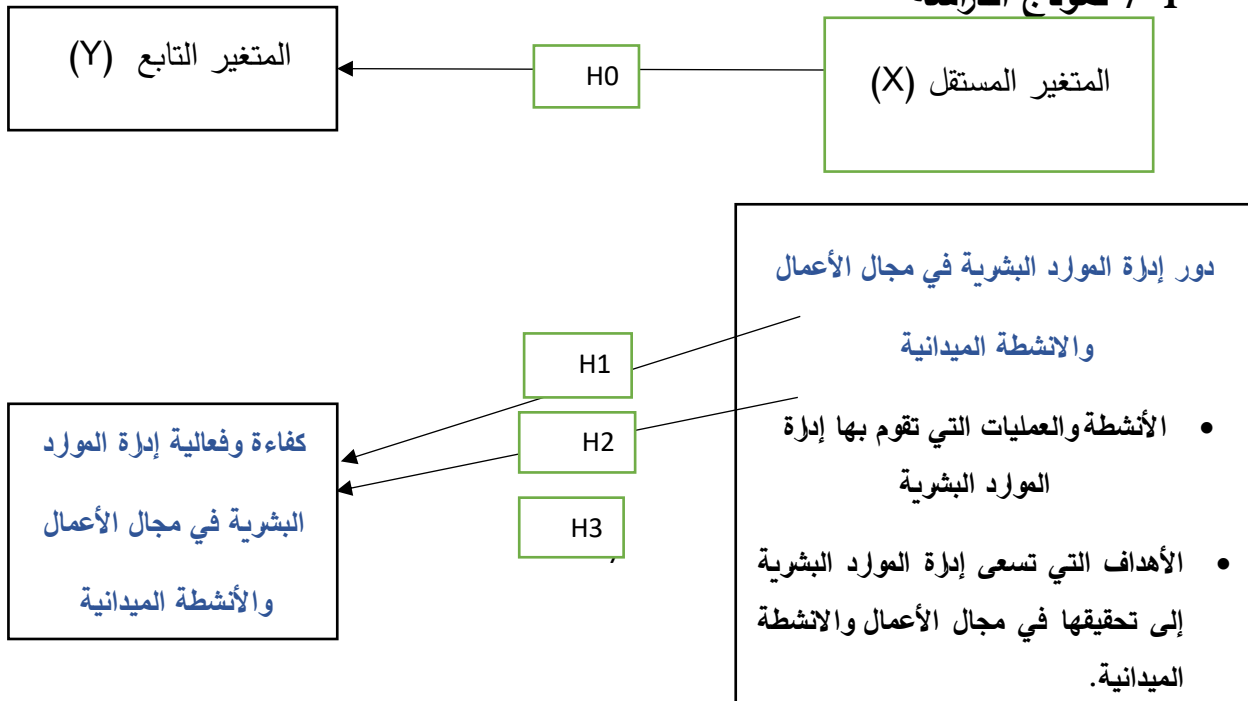 المتغير المستقل (X)
H0
المتغير التابع (Y)
دور إدارة الموارد البشرية في مجال الأعمال
والانشطة الميدانية
• الأنشطة والعمليات التي تقوم بها إدارة
الموارد البشرية
• الأهداف التي تسعى إدارة الموارد البشرية
إلى تحقيقها في مجال الأعمال والانشطة
الميدانية.
H1
H2
H3
كفاءة وفعالية إدارة الموارد
البشرية في مجال الأعمال
والأنشطة الميدانية